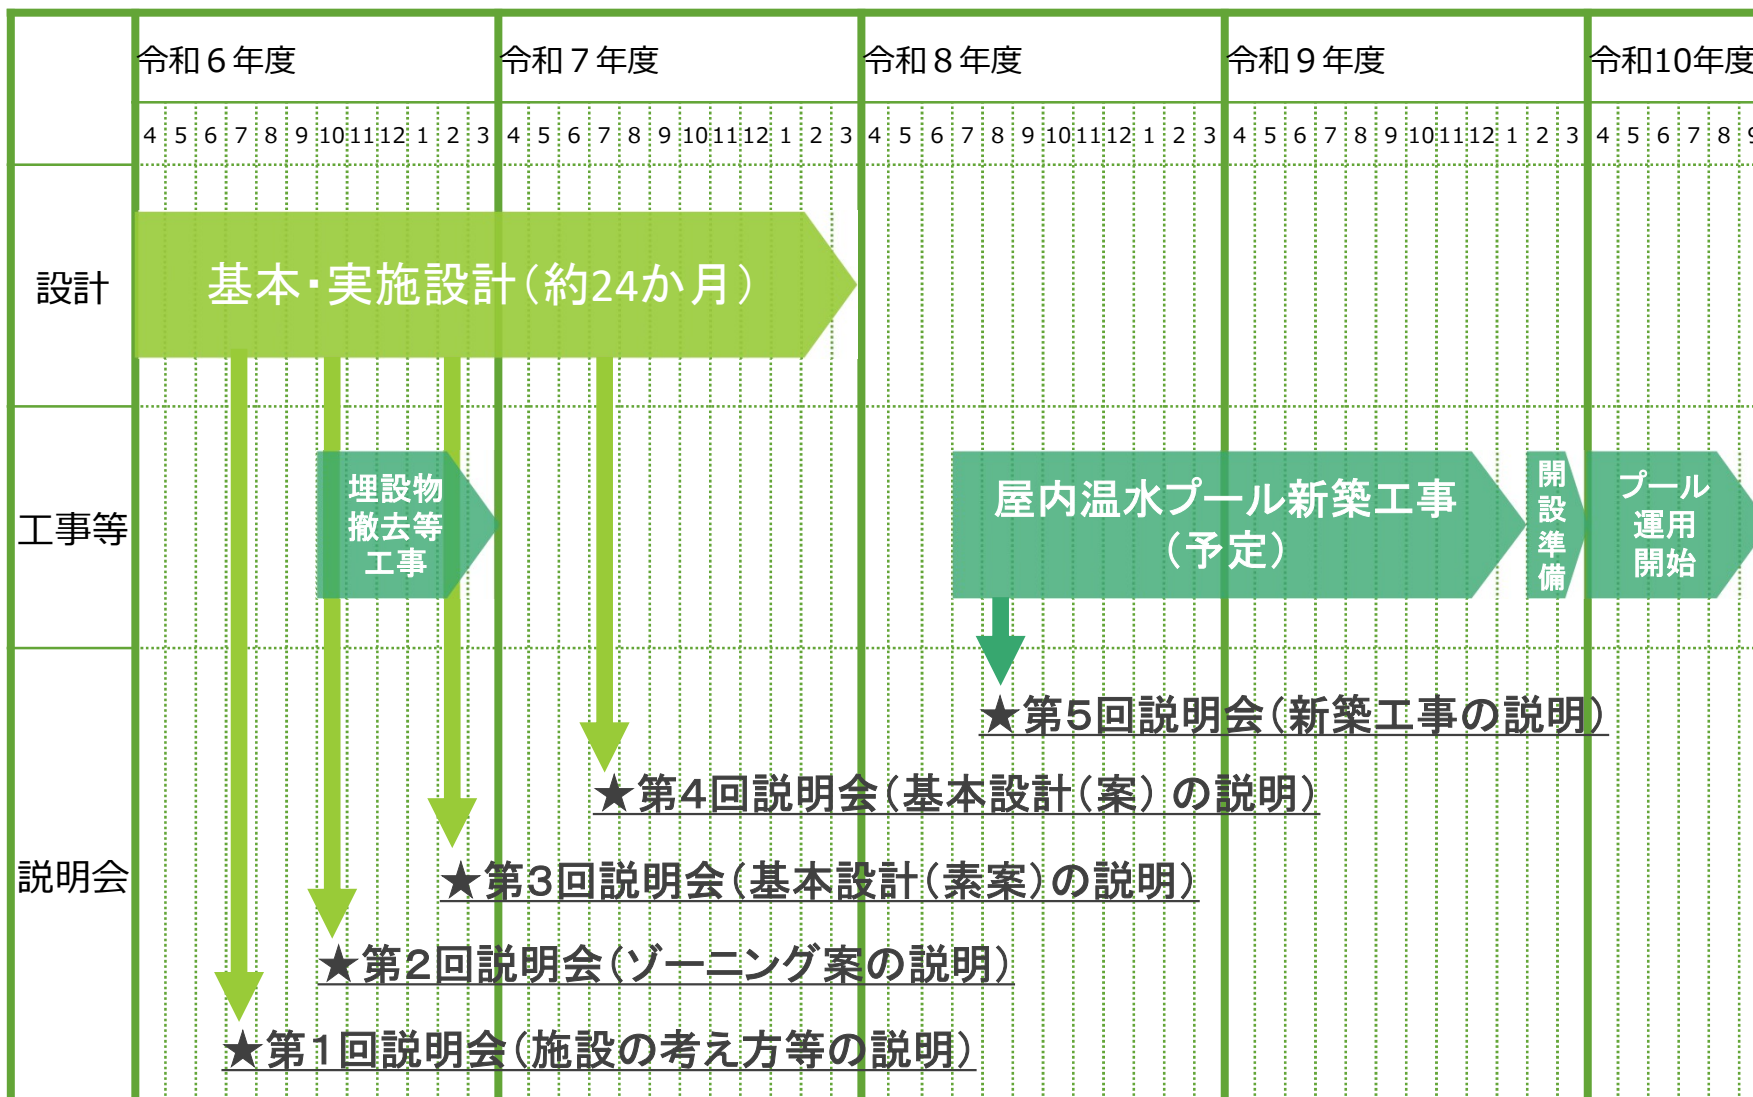 令和６年度 令和７年度 令和８年度 令和９年度 令和10年度
4 5 6 7 8 9 10 11 12 1 2 3 4 5 6 7 8 9 10 11 12 1 2 3 4 5 6 7 8 9 10 11 12 1 2 3 4 5 6 7 8 9 10 11 12 1 2 3 4 5 6 7 8 9
設計
基本・実施設計（約24か月）
工事等
埋設物
撤去等
工事
屋内温水プール新築工事
（予定）
開
設
準
備
プール
運用
開始
説明会
★第５回説明会（新築工事の説明）
★第４回説明会（基本設計（案）の説明）
★第３回説明会（基本設計（素案）の説明）
★第２回説明会（ゾーニング案の説明）
★第１回説明会（施設の考え方等の説明）